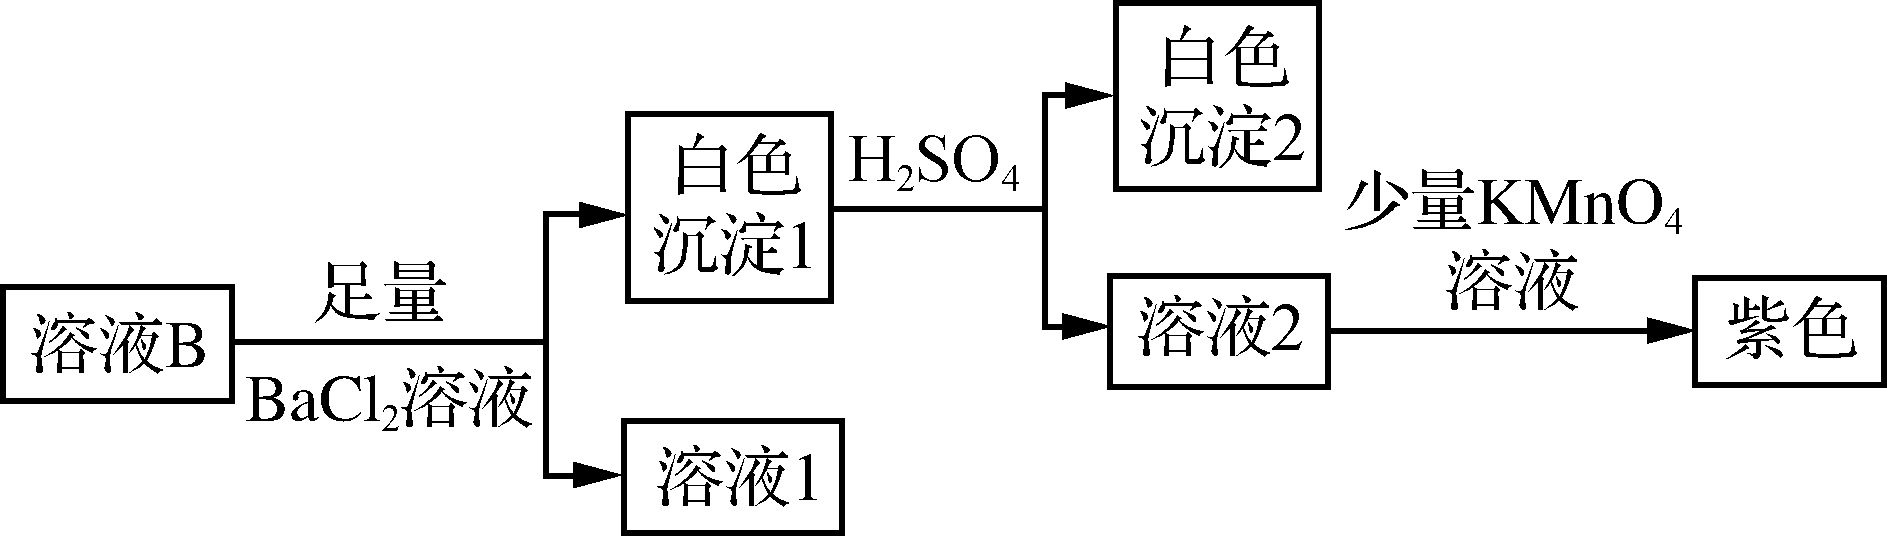 溶液B
足量
BaCl₂溶液
白色
沉淀1
溶液1
H₂SO₄
白色
沉淀2
溶液2
少量KMnO₄
溶液
紫色